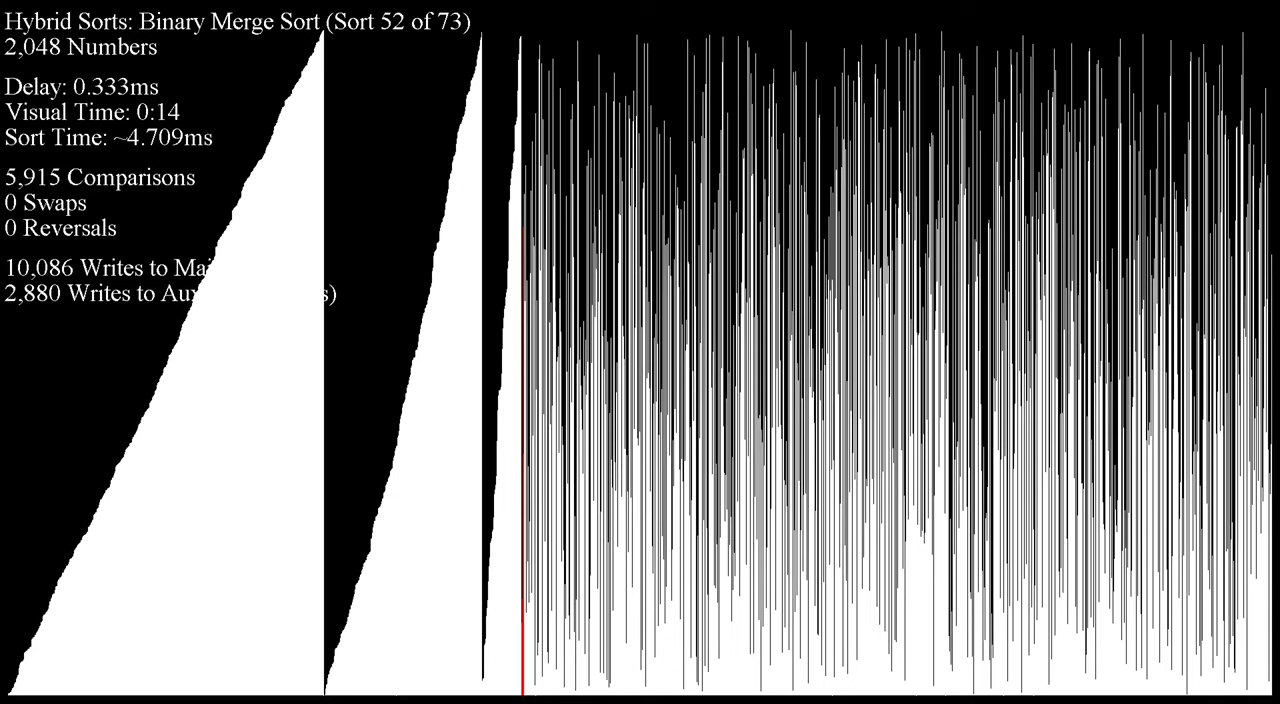 Hybrid Sorts: Binary Merge Sort (Sort 52 of 73)
2,048 Numbers
Delay: 0.333ms
Visual Time: 0:14
Sort Time: ~4.709ms
5,915 Comparisons
0 Swaps
0 Reversals
10,086 Writes to
2,880 Writes to